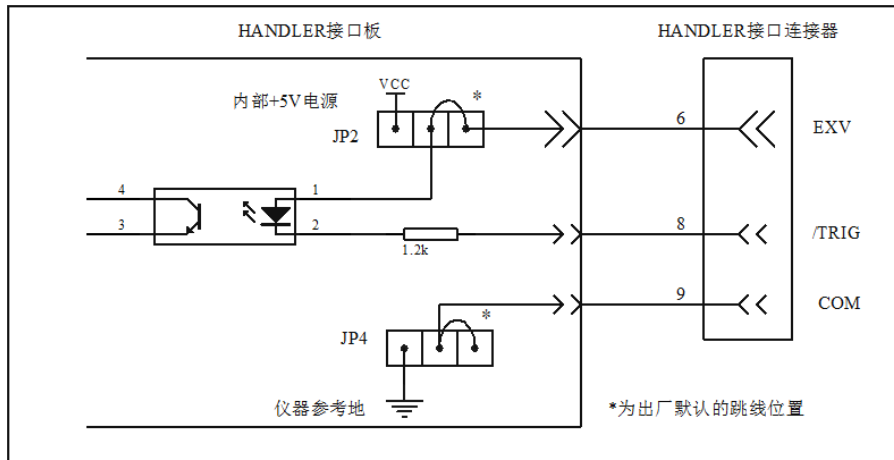 HANDLER接口板
HANDLER接口连接器
VCC
内部+5V电源
*
JP2
6
EXV
4
1
3
2
1.2k
8
/TRIG
9
COM
*
JP4
仪器参考地
*为出厂默认的跳线位置